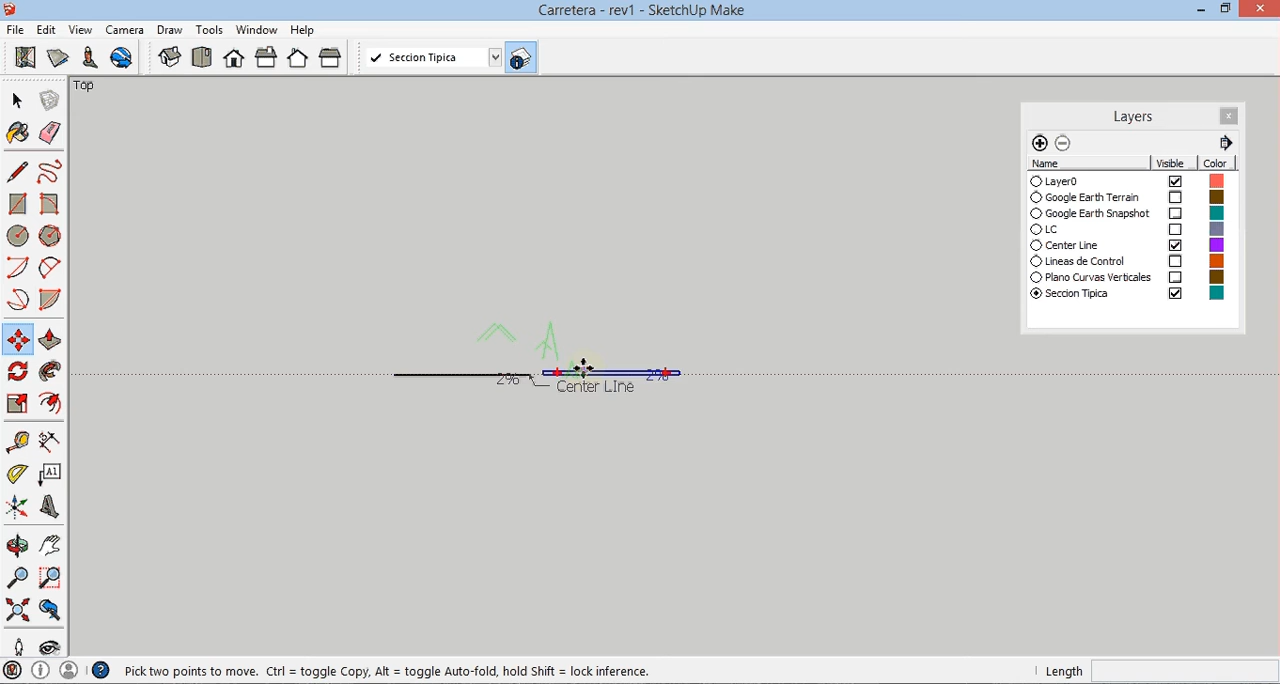 Carretera - rev1 - SketchUp Make
File Edit View Camera Draw Tools Window Help
Seccion Tipica
Top
Layers
Name Visible Color
Layer0
Google Earth Terrain
Google Earth Snapshot
LC
Center Line
Lineas de Control
Plano Curvas Verticales
Seccion Tipica
2% 2%
Center LIne
A1
Pick two points to move. Ctrl = toggle Copy, Alt = toggle Auto-fold, hold Shift = lock inference. Length